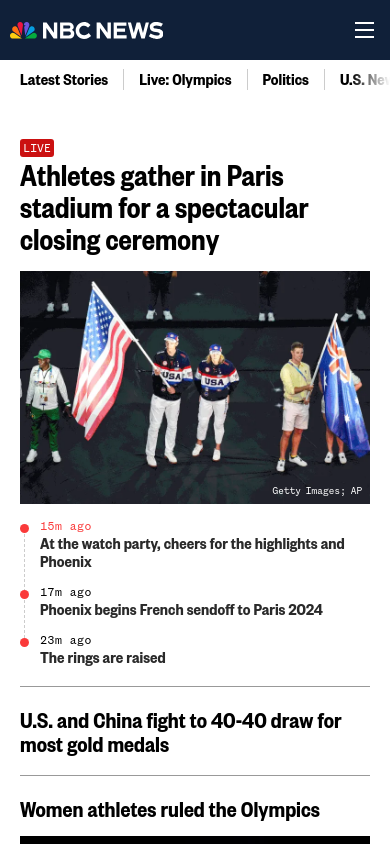 NBC NEWS
Latest Stories
Live: Olympics
Politics
U.S. Ne
LIVE
Athletes gather in Paris
stadium for a spectacular
closing ceremony
USA
USA
Getty Images; AP
15m ago
At the watch party, cheers for the highlights and
Phoenix
17m ago
Phoenix begins French sendoff to Paris 2024
23m ago
The rings are raised
U.S. and China fight to 40-40 draw for
most gold medals
Women athletes ruled the Olympics